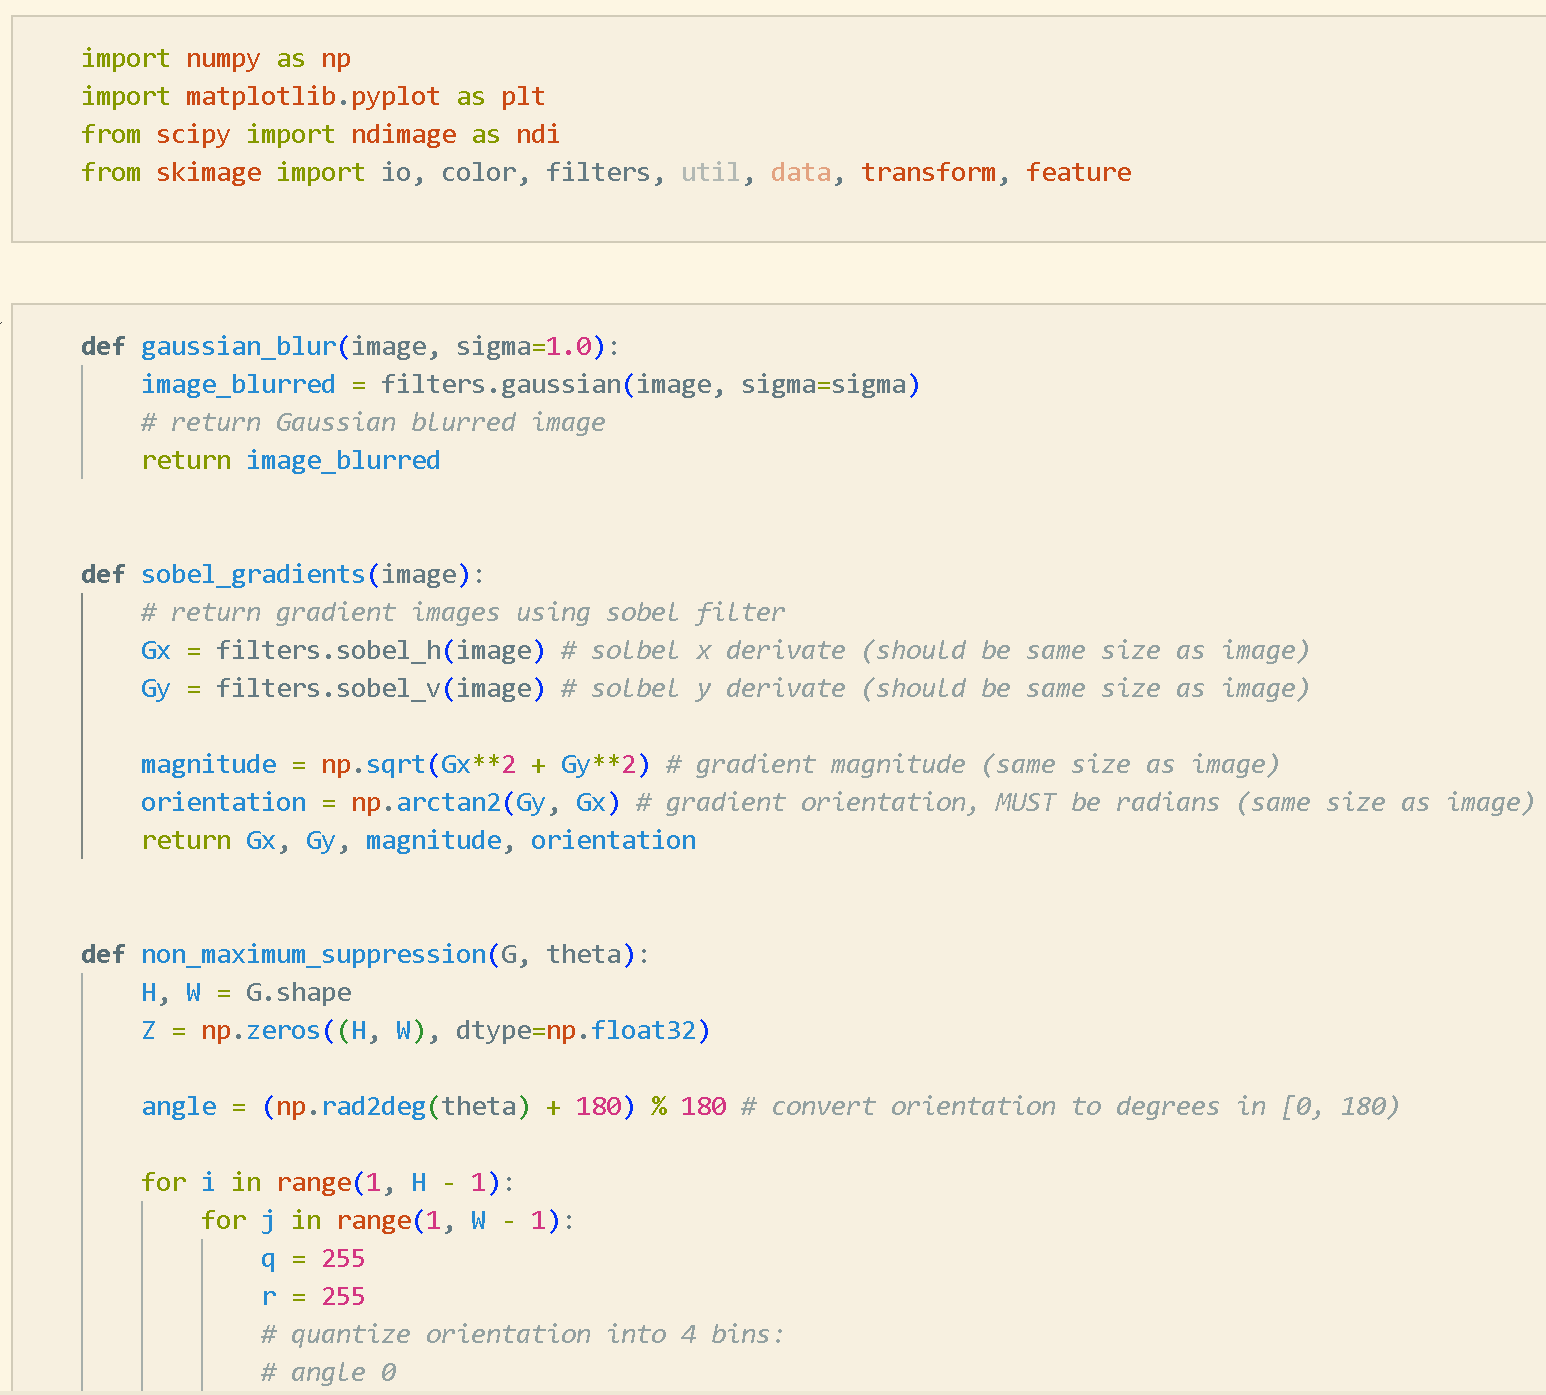 import numpy as np
import matplotlib.pyplot as plt
from scipy import ndimage as ndi
from skimage import io, color, filters, util, data, transform, feature
def gaussian_blur(image, sigma=1.0):
    image_blurred = filters.gaussian(image, sigma=sigma)
    # return Gaussian blurred image
    return image_blurred
def sobel_gradients(image):
    # return gradient images using sobel filter
    Gx = filters.sobel_h(image) # solbel x derivate (should be same size as image)
    Gy = filters.sobel_v(image) # solbel y derivate (should be same size as image)
    magnitude = np.sqrt(Gx**2 + Gy**2) # gradient magnitude (same size as image)
    orientation = np.arctan2(Gy, Gx) # gradient orientation, MUST be radians (same size as image)
    return Gx, Gy, magnitude, orientation
def non_maximum_suppression(G, theta):
    H, W = G.shape
    Z = np.zeros((H, W), dtype=np.float32)
    angle = (np.rad2deg(theta) + 180) % 180 # convert orientation to degrees in [0, 180)
    for i in range(1, H - 1):
        for j in range(1, W - 1):
            q = 255
            r = 255
            # quantize orientation into 4 bins:
            # angle 0